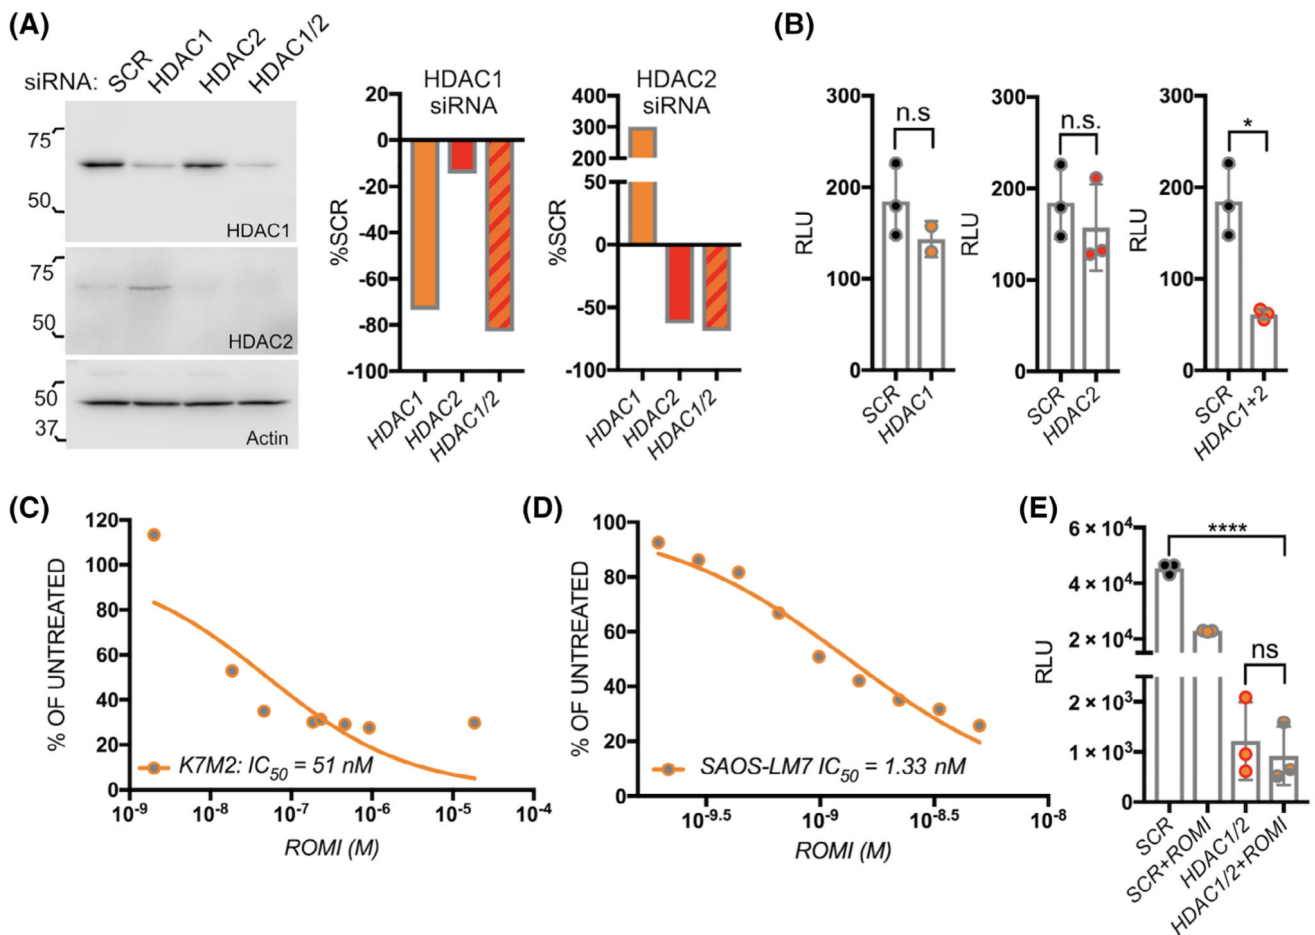 (A)
siRNA: SCR HDAC1 HDAC2 HDAC1/2
75
50
HDAC1
75
50
HDAC2
50
37
Actin
HDAC1
siRNA
%SCR
20
0
-20
-40
-60
-80
-100
HDAC1
HDAC2
HDAC1/2
HDAC2
siRNA
%SCR
400
300
200
50
0
-50
-100
HDAC1
HDAC2
HDAC1/2
(B)
RLU
300
200
100
0
n.s
SCR
HDAC1
RLU
300
200
100
0
n.s.
SCR
HDAC2
RLU
300
200
100
0
*
SCR
HDAC1+2
(C)
% OF UNTREATED
120
100
80
60
40
20
0
K7M2: IC50 = 51 nM
10-9 10-8 10-7 10-6 10-5 10-4
ROMI (M)
(D)
% OF UNTREATED
100
80
60
40
20
0
SAOS-LM7 IC50 = 1.33 nM
10-9.5 10-9 10-8.5 10-8
ROMI (M)
(E)
RLU
6 × 10⁴
4 × 10⁴
2 × 10⁴
2 × 10³
1 × 10³
0
****
ns
SCR
SCR+ROMI
HDAC1/2
HDAC1/2+ROMI